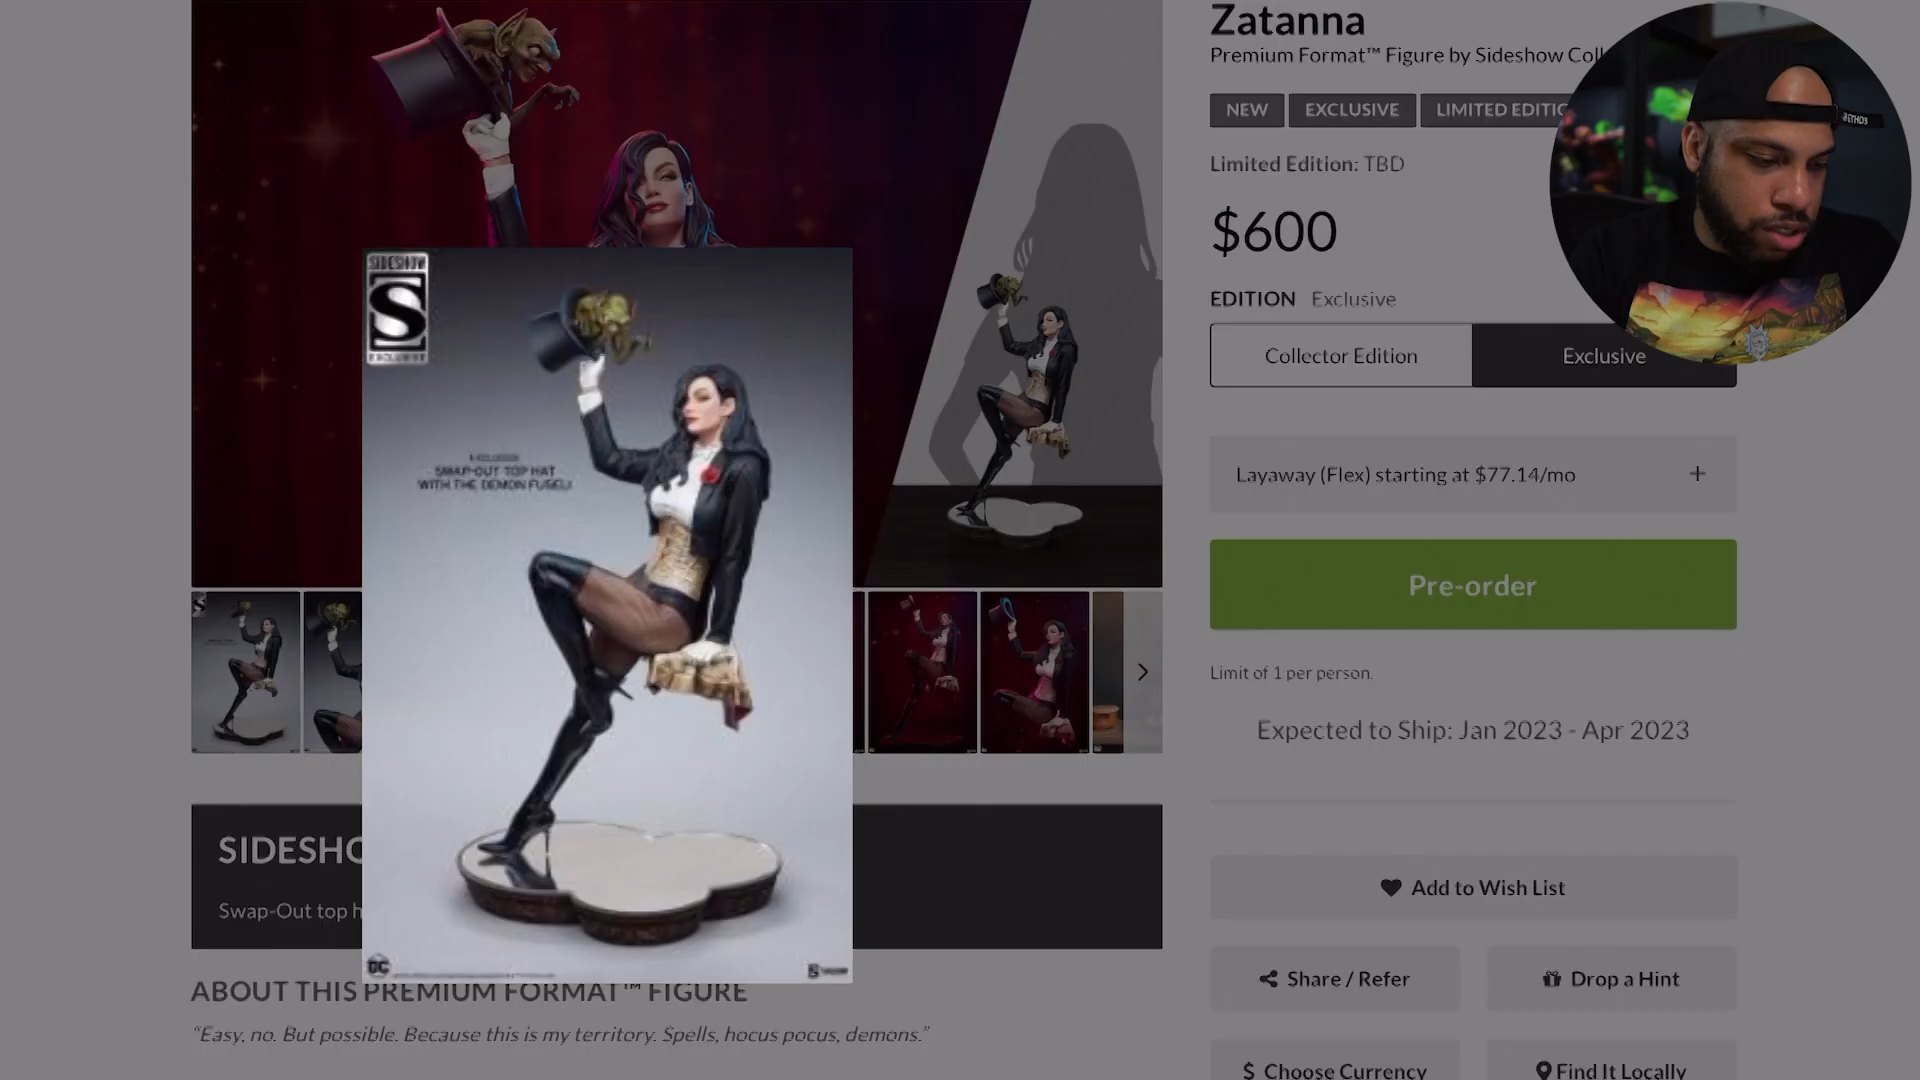 Zatanna
Premium Format™ Figure by Sideshow Coll
NEW
EXCLUSIVE
LIMITED EDITIO
Limited Edition: TBD
$600
EDITION Exclusive
Collector Edition
Exclusive
Layaway (Flex) starting at $77.14/mo +
Pre-order
Limit of 1 per person.
Expected to Ship: Jan 2023 - Apr 2023
Add to Wish List
Share / Refer
Drop a Hint
$ Choose Currency
Find It Locally
SIDESHOW
S
EXCLUSIVE
SWAP-OUT TOP HAT
WITH THE DEMON FUSELI
DC
SIDESHO
Swap-Out top h
ABOUT THIS PREMIUM FORMAT™ FIGURE
“Easy, no. But possible. Because this is my territory. Spells, hocus pocus, demons.”
ETHOS